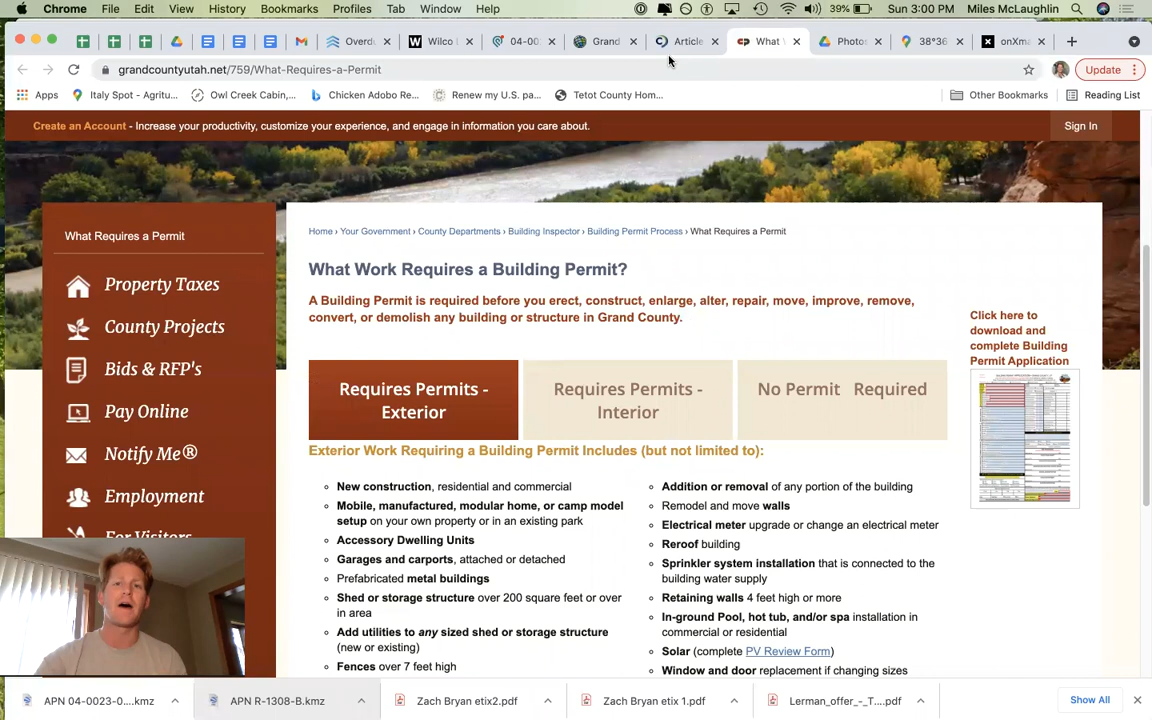 Chrome File Edit View History Bookmarks Profiles Tab Window Help 39% Sun 3:00 PM Miles McLaughlin
Overd Wilco 04-00 Grand Article What Photo 38°36 onXma
grandcountyutah.net/759/What-Requires-a-Permit Update
Apps Italy Spot - Agritu... Owl Creek Cabin,... Chicken Adobo Re... Renew my U.S. pa... Tetot County Hom... Other Bookmarks Reading List
Create an Account - Increase your productivity, customize your experience, and engage in information you care about. Sign In
What Requires a Permit
Property Taxes
County Projects
Bids & RFP's
Pay Online
Notify Me®
Employment
For Visitors
Home › Your Government › County Departments › Building Inspector › Building Permit Process › What Requires a Permit
What Work Requires a Building Permit?
A Building Permit is required before you erect, construct, enlarge, alter, repair, move, improve, remove,
convert, or demolish any building or structure in Grand County.
Click here to
download and
complete Building
Permit Application
Requires Permits -
Exterior
Requires Permits -
Interior
No Permit Required
Exterior Work Requiring a Building Permit Includes (but not limited to):
New construction, residential and commercial
Mobile, manufactured, modular home, or camp model
setup on your own property or in an existing park
Accessory Dwelling Units
Garages and carports, attached or detached
Prefabricated metal buildings
Shed or storage structure over 200 square feet or over
in area
Add utilities to any sized shed or storage structure
(new or existing)
Fences over 7 feet high
Addition or removal of any portion of the building
Remodel and move walls
Electrical meter upgrade or change an electrical meter
Reroof building
Sprinkler system installation that is connected to the
building water supply
Retaining walls 4 feet high or more
In-ground Pool, hot tub, and/or spa installation in
commercial or residential
Solar (complete PV Review Form)
Window and door replacement if changing sizes
APN 04-0023-0....kmz APN R-1308-B.kmz Zach Bryan etix2.pdf Zach Bryan etix 1.pdf Lerman_offer_-_T....pdf Show All